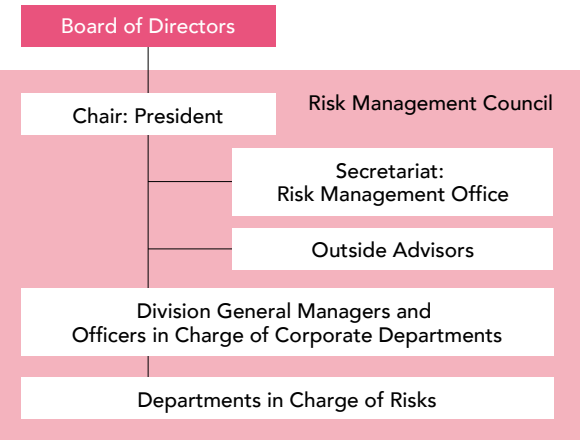 Board of Directors
Risk Management Council
Chair: President
Secretariat:
Risk Management Office
Outside Advisors
Division General Managers and
Officers in Charge of Corporate Departments
Departments in Charge of Risks